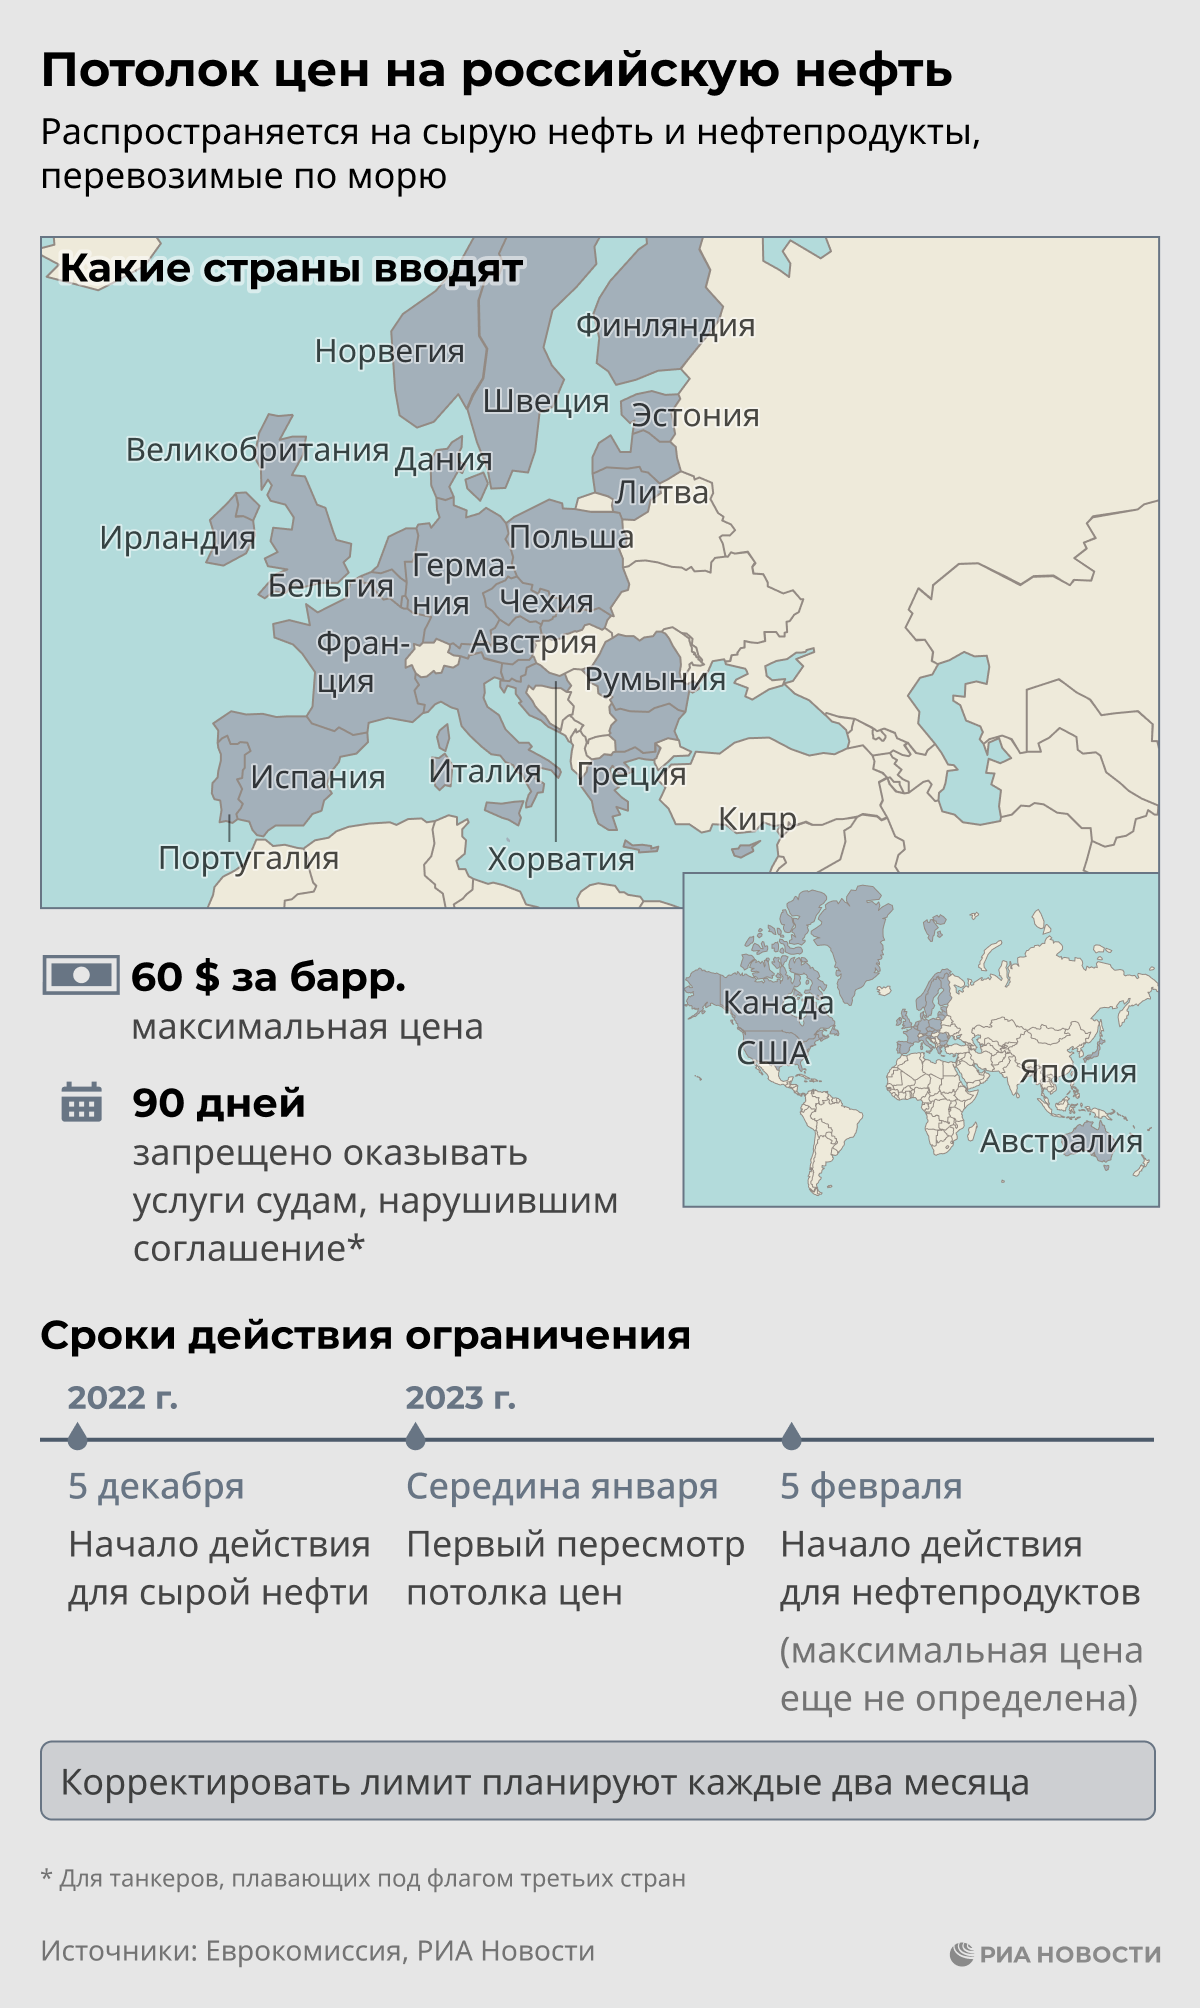 Потолок цен на российскую нефть
Распространяется на сырую нефть и нефтепродукты,
перевозимые по морю
Какие страны вводят
Финляндия
Норвегия
Швеция
Эстония
Великобритания
Дания
Литва
Ирландия
Польша
Герма-
ния
Бельгия
Чехия
Фран-
ция
Австрия
Румыния
Испания
Италия
Греция
Кипр
Португалия
Хорватия
Канада
США
Япония
Австралия
60 $ за барр.
максимальная цена
90 дней
запрещено оказывать
услуги судам, нарушившим
соглашение*
Сроки действия ограничения
2022 г.
5 декабря
Начало действия
для сырой нефти
2023 г.
Середина января
Первый пересмотр
потолка цен
5 февраля
Начало действия
для нефтепродуктов
(максимальная цена
еще не определена)
Корректировать лимит планируют каждые два месяца
* Для танкеров, плавающих под флагом третьих стран
Источники: Еврокомиссия, РИА Новости
РИА НОВОСТИ